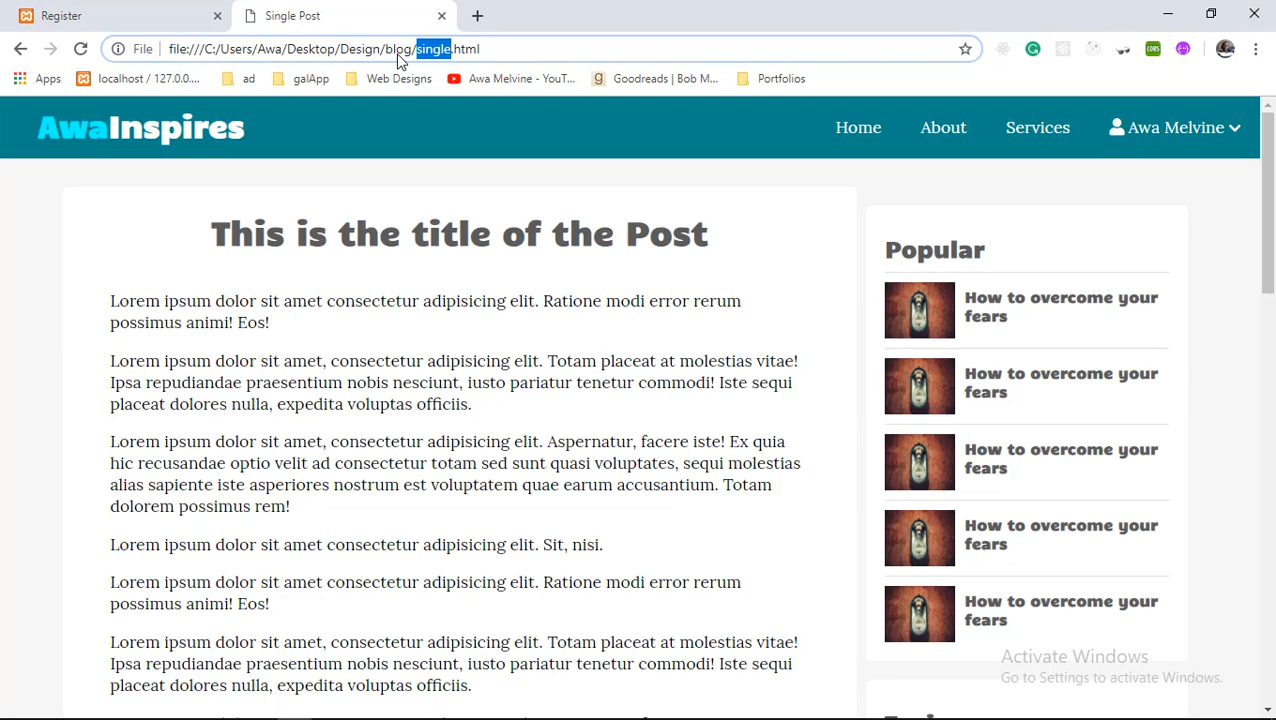 Register
Single Post
File
file:///C:/Users/Awa/Desktop/Design/blog/single.html
Apps
localhost / 127.0.0....
ad
galApp
Web Designs
Awa Melvine - YouT...
Goodreads | Bob M...
Portfolios
AwaInspires
Home
About
Services
Awa Melvine
This is the title of the Post
Lorem ipsum dolor sit amet consectetur adipisicing elit. Ratione modi error rerum
possimus animi! Eos!
Lorem ipsum dolor sit amet, consectetur adipisicing elit. Totam placeat at molestias vitae!
Ipsa repudiandae praesentium nobis nesciunt, iusto pariatur tenetur commodi! Iste sequi
placeat dolores nulla, expedita voluptas officiis.
Lorem ipsum dolor sit amet, consectetur adipisicing elit. Aspernatur, facere iste! Ex quia
hic recusandae optio velit ad consectetur totam sed sunt quasi voluptates, sequi molestias
alias sapiente iste asperiores nostrum est voluptatem quae earum accusantium. Totam
dolorem possimus rem!
Lorem ipsum dolor sit amet consectetur adipisicing elit. Sit, nisi.
Lorem ipsum dolor sit amet consectetur adipisicing elit. Ratione modi error rerum
possimus animi! Eos!
Lorem ipsum dolor sit amet, consectetur adipisicing elit. Totam placeat at molestias vitae!
Ipsa repudiandae praesentium nobis nesciunt, iusto pariatur tenetur commodi! Iste sequi
placeat dolores nulla, expedita voluptas officiis.
Popular
How to overcome your
fears
How to overcome your
fears
How to overcome your
fears
How to overcome your
fears
How to overcome your
fears
Activate Windows
Go to Settings to activate Windows.